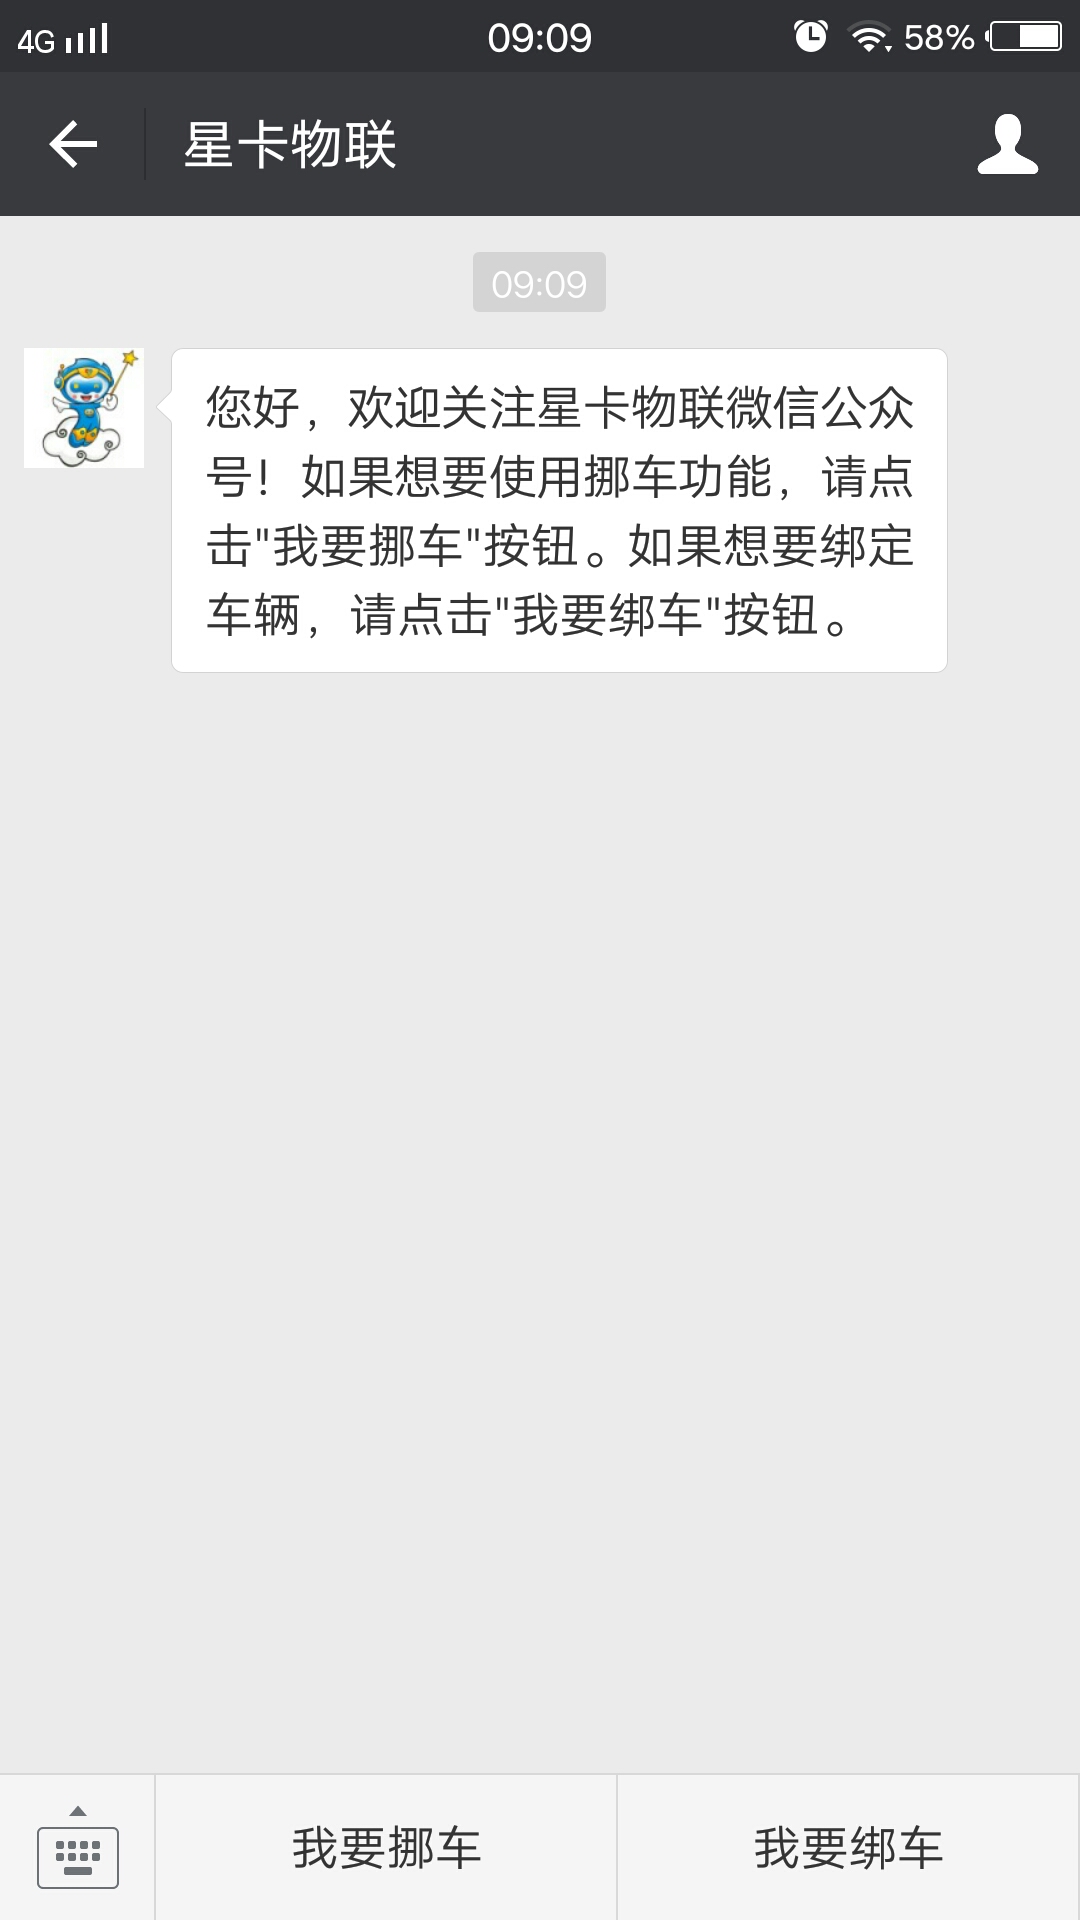 4G
09:09
58%
星卡物联
09:09
您好，欢迎关注星卡物联微信公众
号！如果想要使用挪车功能，请点
击"我要挪车"按钮。如果想要绑定
车辆，请点击"我要绑车"按钮。
我要挪车
我要绑车